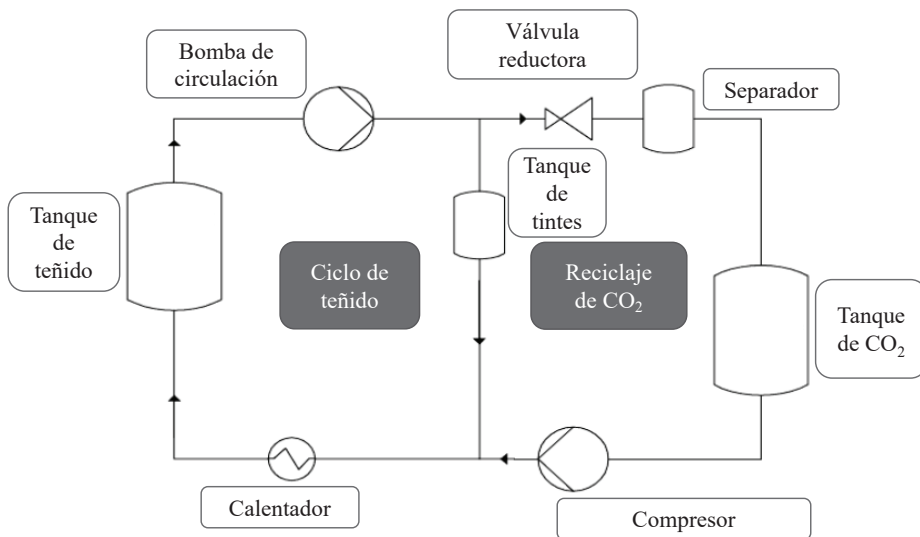 Bomba de
circulación
Válvula
reductora
Separador
Tanque
de
teñido
Tanque
de
tintes
Ciclo de
teñido
Reciclaje
de CO₂
Tanque
de CO₂
Calentador
Compresor